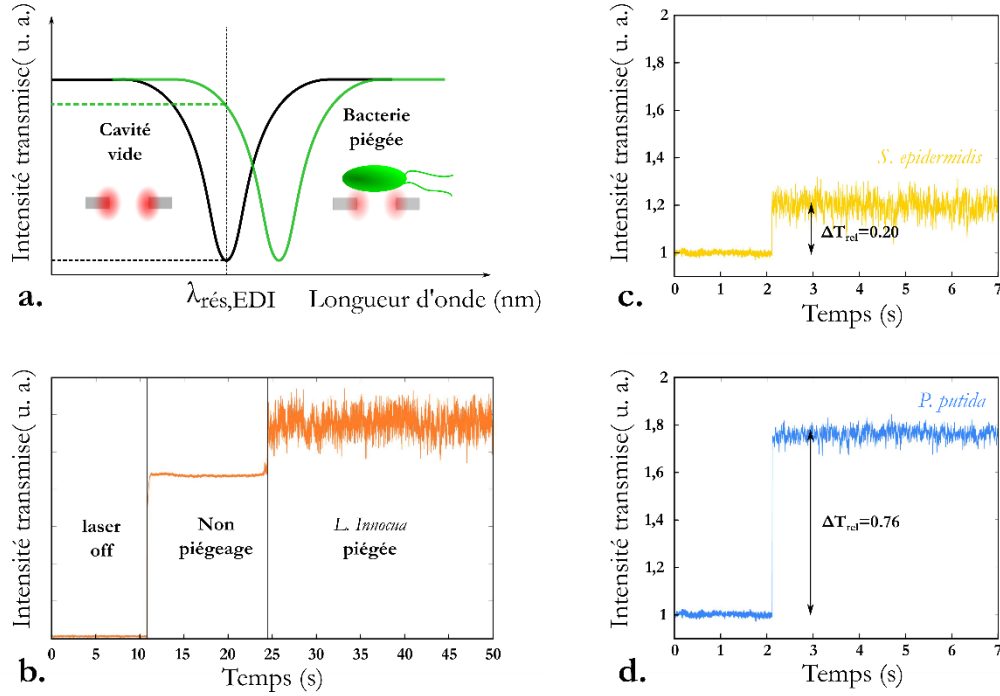 Intensité transmise( u. a.)
Cavité
vide
Bacterie
piégée
λrés,EDI
Longueur d'onde (nm)
a.
Intensité transmise( u. a.)
2
1,8
1,6
1,4
1,2
1
S. epidermidis
ΔTrel=0.20
0 1 2 3 4 5 6 7
Temps (s)
c.
Intensité transmise( u. a.)
laser
off
Non
piégeage
L. Innocua
piégée
0 5 10 15 20 25 30 35 40 45 50
Temps (s)
b.
Intensité transmise( u. a.)
2
1,8
1,6
1,4
1,2
1
P. putida
ΔTrel=0.76
0 1 2 3 4 5 6 7
Temps (s)
d.